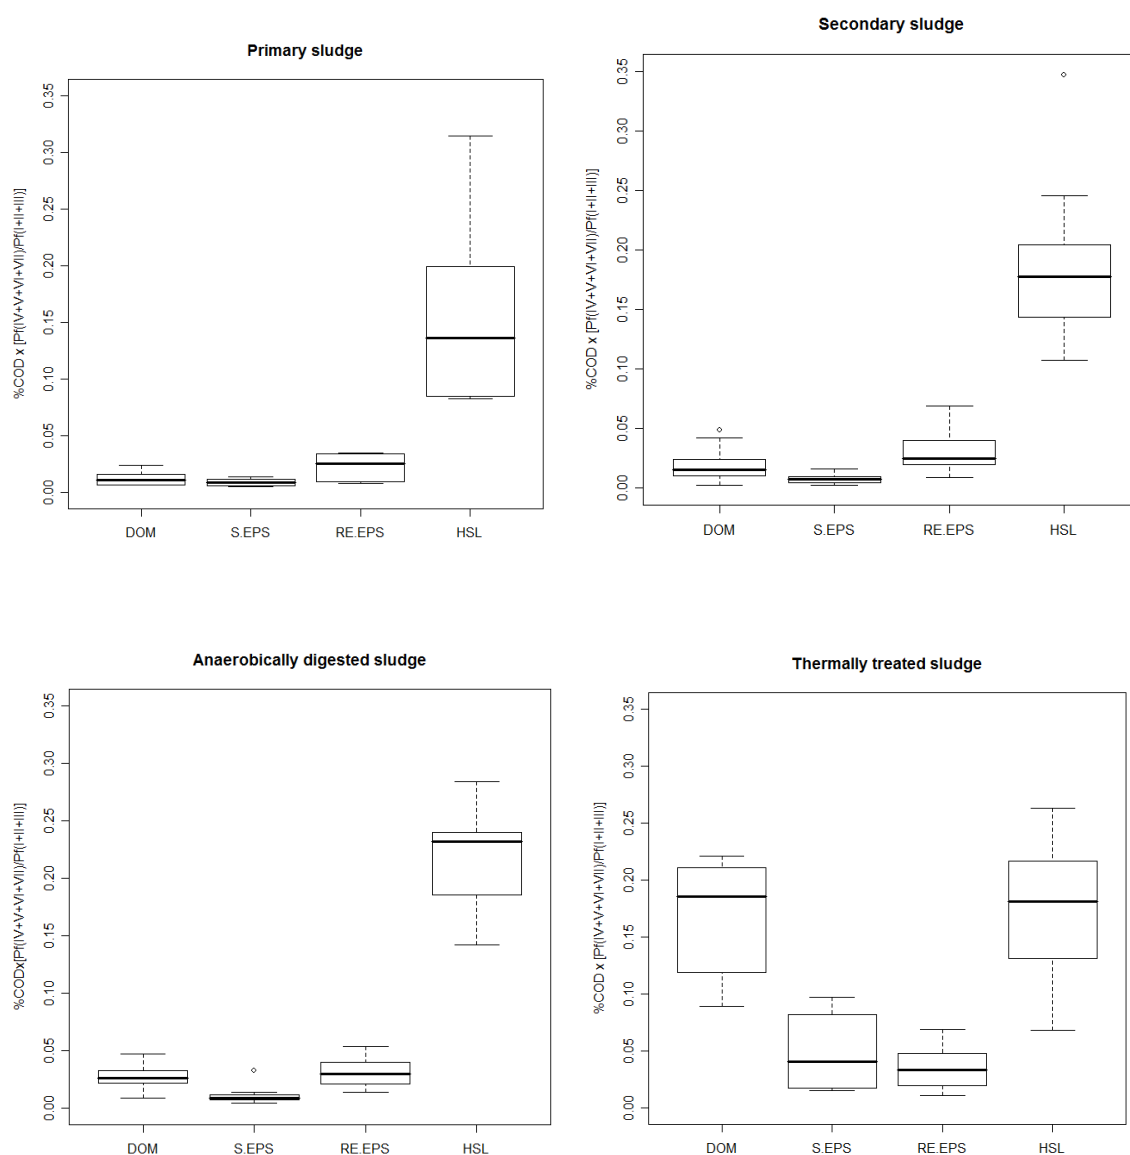 Primary sludge
%COD x [Pf(IV+V+VI+VII)/Pf(I+II+III)]
0.35
0.30
0.25
0.20
0.15
0.10
0.05
0.00
DOM S.EPS RE.EPS HSL
Secondary sludge
%COD x [Pf(IV+V+VI+VII)/Pf(I+II+III)]
0.35
0.30
0.25
0.20
0.15
0.10
0.05
0.00
DOM S.EPS RE.EPS HSL
Anaerobically digested sludge
%CODx[Pf(IV+V+VI+VII)/Pf(I+II+III)]
0.35
0.30
0.25
0.20
0.15
0.10
0.05
0.00
DOM S.EPS RE.EPS HSL
Thermally treated sludge
%COD x [Pf(IV+V+VI+VII)/Pf(I+II+III)]
0.35
0.30
0.25
0.20
0.15
0.10
0.05
0.00
DOM S.EPS RE.EPS HSL